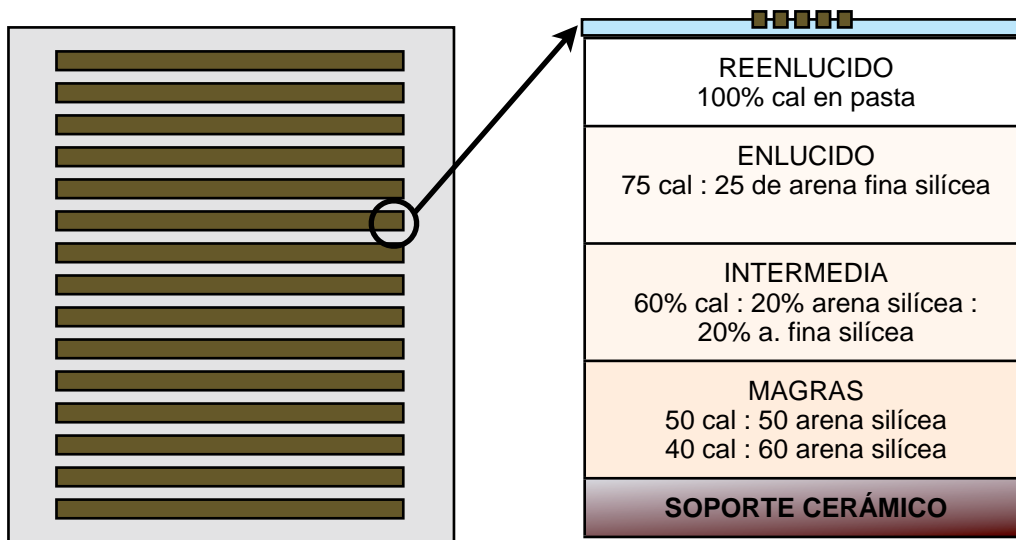 REENLUCIDO
100% cal en pasta
ENLUCIDO
75 cal : 25 de arena fina silícea
INTERMEDIA
60% cal : 20% arena silícea :
20% a. fina silícea
MAGRAS
50 cal : 50 arena silícea
40 cal : 60 arena silícea
SOPORTE CERÁMICO